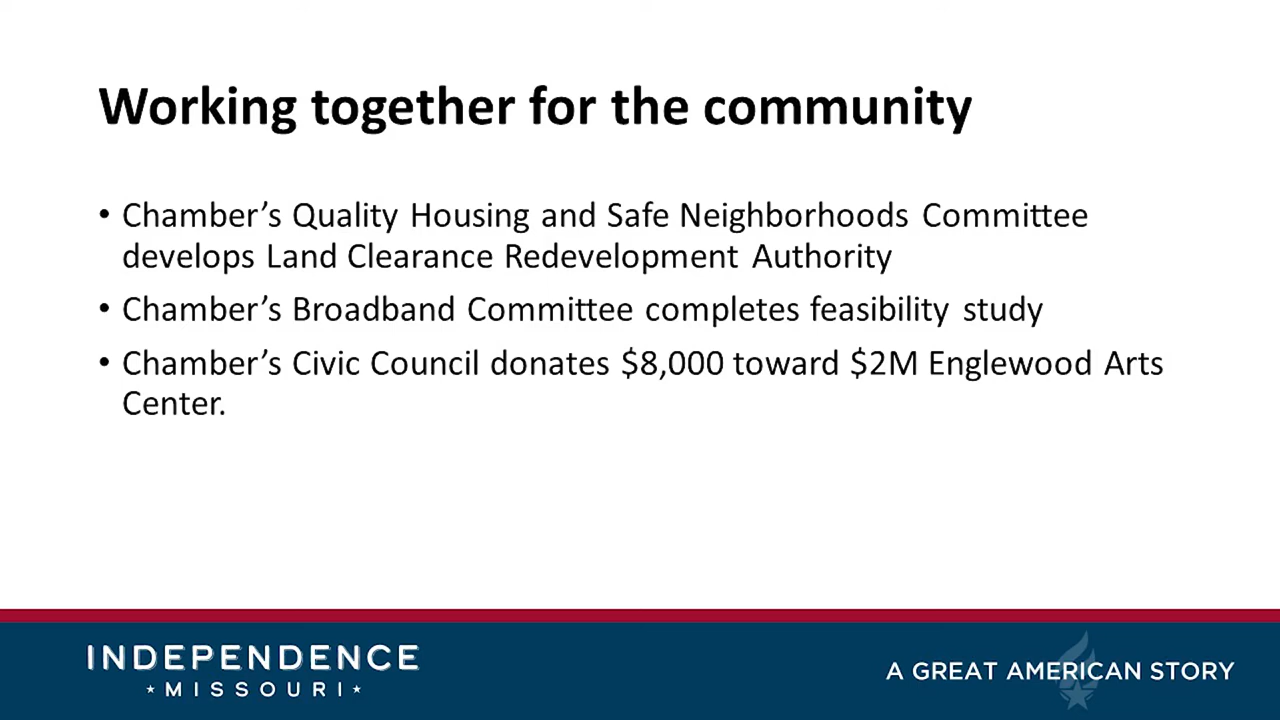 Working together for the community
• Chamber’s Quality Housing and Safe Neighborhoods Committee
develops Land Clearance Redevelopment Authority
• Chamber’s Broadband Committee completes feasibility study
• Chamber’s Civic Council donates $8,000 toward $2M Englewood Arts
Center.
INDEPENDENCE
★MISSOURI★
A GREAT AMERICAN STORY